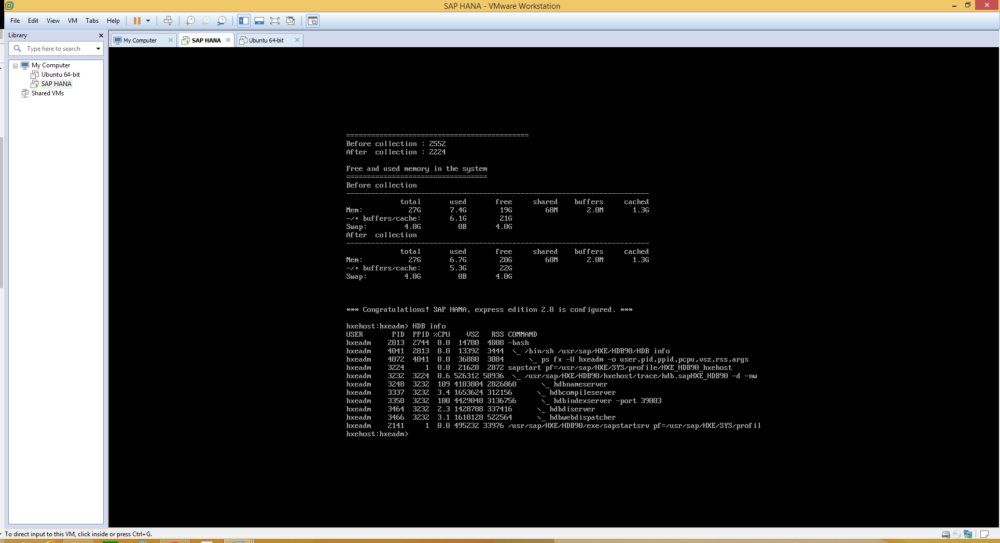 SAP HANA - VMware Workstation
File Edit View VM Tabs Help
Library
Type here to search
My Computer
Ubuntu 64-bit
SAP HANA
Shared VMs
My Computer SAP HANA Ubuntu 64-bit
============================================
Before collection : 2552
After  collection : 2224
Free and used memory in the system
==================================
Before collection
-------------------------------------------------------------------------
             total       used       free     shared    buffers     cached
Mem:           27G       7.4G        19G        68M       2.0M       1.3G
-/+ buffers/cache:       6.1G        21G
Swap:         4.0G         0B       4.0G
After  collection
-------------------------------------------------------------------------
             total       used       free     shared    buffers     cached
Mem:           27G       6.7G        20G        68M       2.0M       1.3G
-/+ buffers/cache:       5.3G        22G
Swap:         4.0G         0B       4.0G
*** Congratulations! SAP HANA, express edition 2.0 is configured. ***
hxehost:hxeadm> HDB info
USER       PID  PPID %CPU    VSZ   RSS COMMAND
hxeadm    2813  2744  0.0  14780  4808 -bash
hxeadm    4041  2813  0.0  13392  3444  \_ /bin/sh /usr/sap/HXE/HDB90/HDB info
hxeadm    4072  4041  0.0  36880  3084      \_ ps fx -U hxeadm -o user,pid,ppid,pcpu,vsz,rss,args
hxeadm    3224     1  0.0  21628  2872 sapstart pf=/usr/sap/HXE/SYS/profile/HXE_HDB90_hxehost
hxeadm    3232  3224  0.6 526312 58936  \_ /usr/sap/HXE/HDB90/hxehost/trace/hdb.sapHXE_HDB90 -d -nw
hxeadm    3248  3232  109 4103804 2826860      \_ hdbnameserver
hxeadm    3337  3232  3.4 1653624 312156      \_ hdbcompileserver
hxeadm    3358  3232  100 4429048 3136756      \_ hdbindexserver -port 39003
hxeadm    3464  3232  2.3 1428788 337416      \_ hdbdiserver
hxeadm    3466  3232  3.1 1610128 522564      \_ hdbwebdispatcher
hxeadm    2141     1  0.0 495232 33976 /usr/sap/HXE/HDB90/exe/sapstartsrv pf=/usr/sap/HXE/SYS/profil
hxehost:hxeadm>
To direct input to this VM, click inside or press Ctrl+G.